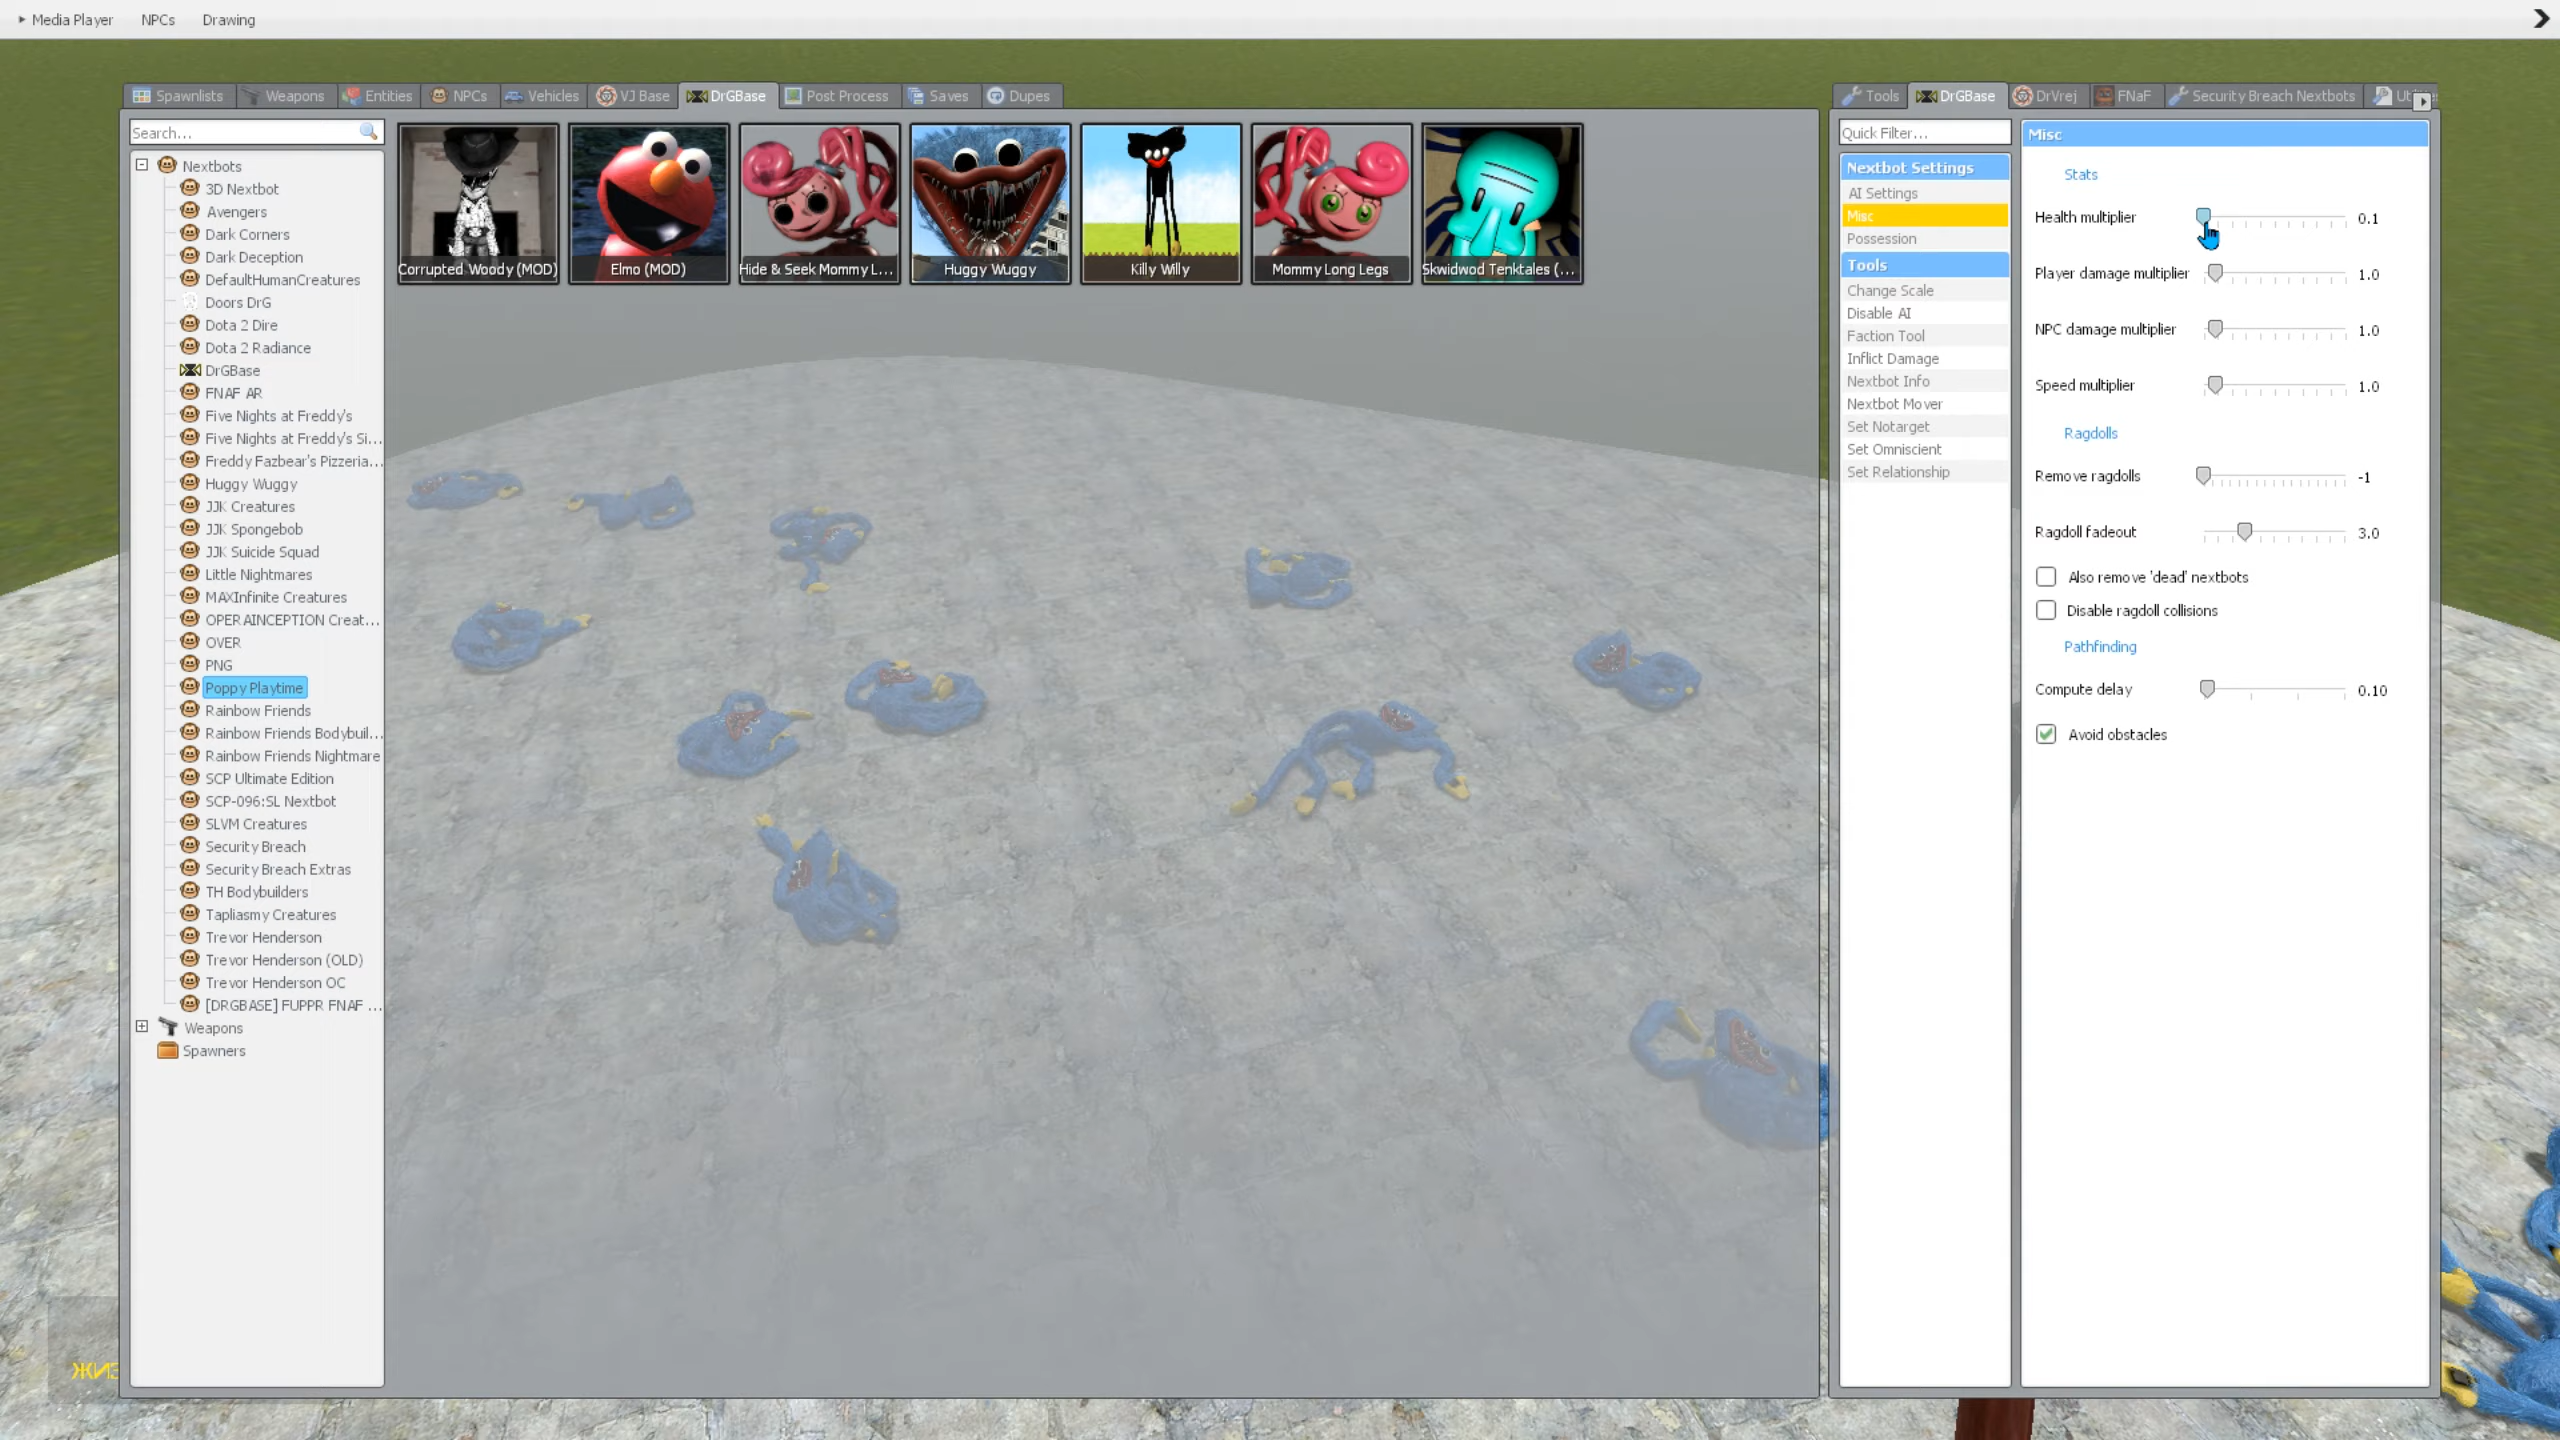 Media Player NPCs Drawing
Spawnlists Weapons Entities NPCs Vehicles VJ Base DrGBase Post Process Saves Dupes
Search...
Nextbots
3D Nextbot
Avengers
Dark Corners
Dark Deception
DefaultHumanCreatures
Doors DrG
Dota 2 Dire
Dota 2 Radiance
DrGBase
FNAF AR
Five Nights at Freddy's
Five Nights at Freddy's Si...
Freddy Fazbear's Pizzeria...
Huggy Wuggy
JJK Creatures
JJK Spongebob
JJK Suicide Squad
Little Nightmares
MAXInfinite Creatures
OPERAINCEPTION Creat...
OVER
PNG
Poppy Playtime
Rainbow Friends
Rainbow Friends Bodybuil...
Rainbow Friends Nightmare
SCP Ultimate Edition
SCP-096:SL Nextbot
SLVM Creatures
Security Breach
Security Breach Extras
TH Bodybuilders
Tapliasmy Creatures
Trevor Henderson
Trevor Henderson (OLD)
Trevor Henderson OC
[DRGBASE] FUPPR FNAF ...
Weapons
Spawners
Corrupted Woody (MOD)
Elmo (MOD)
Hide & Seek Mommy L...
Huggy Wuggy
Killy Willy
Mommy Long Legs
Skwidwod Tenktales (...
Tools DrGBase DrVrej FNaF Security Breach Nextbots
Quick Filter...
Nextbot Settings
AI Settings
Misc
Possession
Tools
Change Scale
Disable AI
Faction Tool
Inflict Damage
Nextbot Info
Nextbot Mover
Set Notarget
Set Omniscient
Set Relationship
Misc
Stats
Health multiplier 0.1
Player damage multiplier 1.0
NPC damage multiplier 1.0
Speed multiplier 1.0
Ragdolls
Remove ragdolls -1
Ragdoll fadeout 3.0
Also remove 'dead' nextbots
Disable ragdoll collisions
Pathfinding
Compute delay 0.10
Avoid obstacles